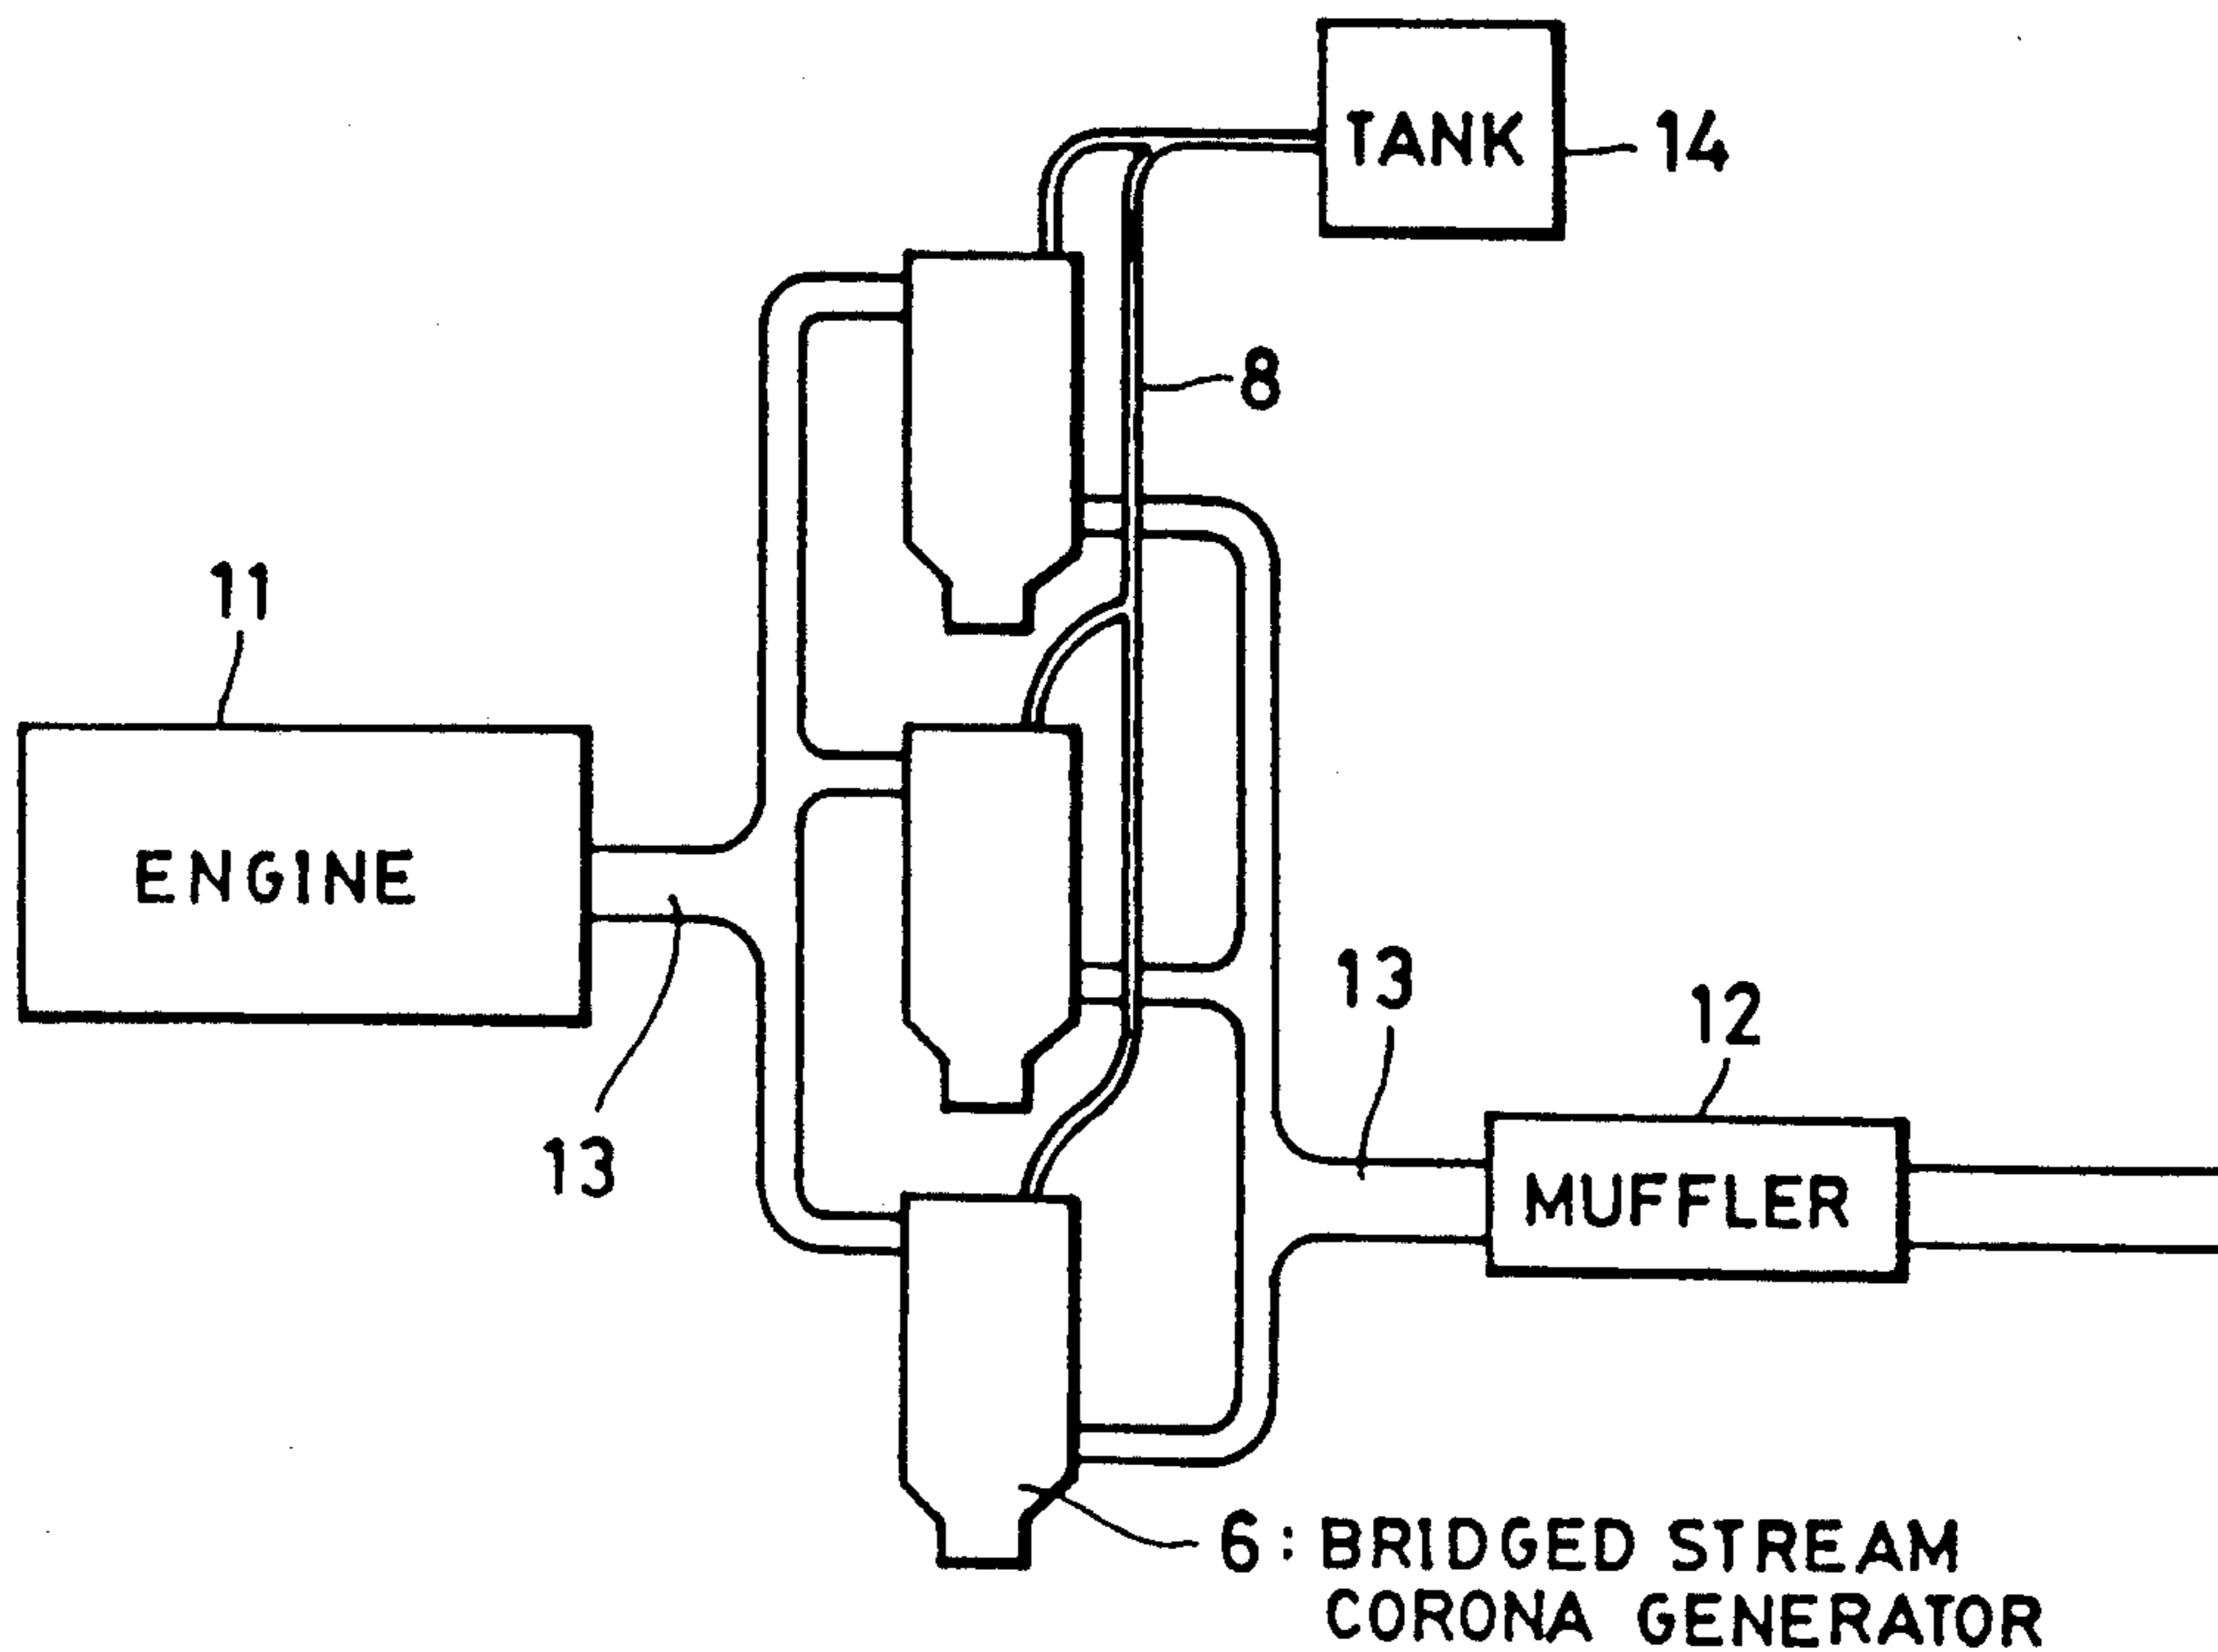 TANK
14
8
11
ENGINE
13
13
12
MUFFLER
6: BRIDGED STREAM
CORONA GENERATOR